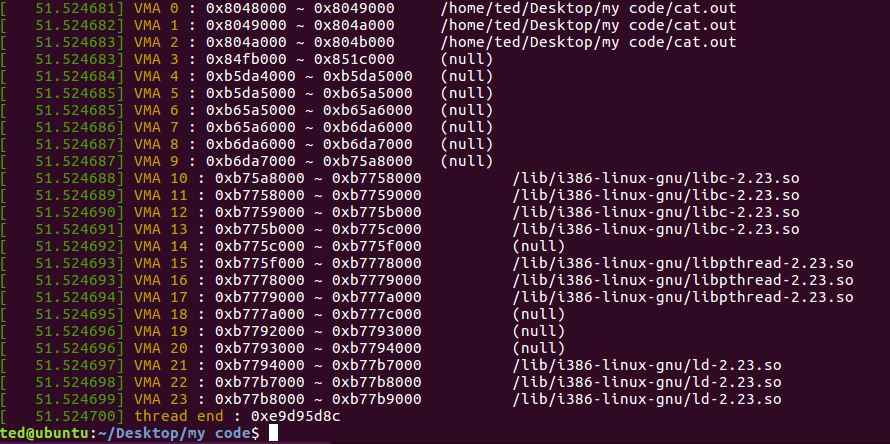 [   51.524681] VMA 0 : 0x8048000 ~ 0x8049000 /home/ted/Desktop/my code/cat.out
[   51.524682] VMA 1 : 0x8049000 ~ 0x804a000 /home/ted/Desktop/my code/cat.out
[   51.524683] VMA 2 : 0x804a000 ~ 0x804b000 /home/ted/Desktop/my code/cat.out
[   51.524683] VMA 3 : 0x84fb000 ~ 0x851c000 (null)
[   51.524684] VMA 4 : 0xb5da4000 ~ 0xb5da5000 (null)
[   51.524685] VMA 5 : 0xb5da5000 ~ 0xb65a5000 (null)
[   51.524685] VMA 6 : 0xb65a5000 ~ 0xb65a6000 (null)
[   51.524686] VMA 7 : 0xb65a6000 ~ 0xb6da6000 (null)
[   51.524687] VMA 8 : 0xb6da6000 ~ 0xb6da7000 (null)
[   51.524687] VMA 9 : 0xb6da7000 ~ 0xb75a8000 (null)
[   51.524688] VMA 10 : 0xb75a8000 ~ 0xb7758000 /lib/i386-linux-gnu/libc-2.23.so
[   51.524689] VMA 11 : 0xb7758000 ~ 0xb7759000 /lib/i386-linux-gnu/libc-2.23.so
[   51.524690] VMA 12 : 0xb7759000 ~ 0xb775b000 /lib/i386-linux-gnu/libc-2.23.so
[   51.524691] VMA 13 : 0xb775b000 ~ 0xb775c000 /lib/i386-linux-gnu/libc-2.23.so
[   51.524692] VMA 14 : 0xb775c000 ~ 0xb775f000 (null)
[   51.524693] VMA 15 : 0xb775f000 ~ 0xb7778000 /lib/i386-linux-gnu/libpthread-2.23.so
[   51.524693] VMA 16 : 0xb7778000 ~ 0xb7779000 /lib/i386-linux-gnu/libpthread-2.23.so
[   51.524694] VMA 17 : 0xb7779000 ~ 0xb777a000 /lib/i386-linux-gnu/libpthread-2.23.so
[   51.524695] VMA 18 : 0xb777a000 ~ 0xb777c000 (null)
[   51.524696] VMA 19 : 0xb7792000 ~ 0xb7793000 (null)
[   51.524696] VMA 20 : 0xb7793000 ~ 0xb7794000 (null)
[   51.524697] VMA 21 : 0xb7794000 ~ 0xb77b7000 /lib/i386-linux-gnu/ld-2.23.so
[   51.524698] VMA 22 : 0xb77b7000 ~ 0xb77b8000 /lib/i386-linux-gnu/ld-2.23.so
[   51.524699] VMA 23 : 0xb77b8000 ~ 0xb77b9000 /lib/i386-linux-gnu/ld-2.23.so
[   51.524700] thread end : 0xe9d95d8c
ted@ubuntu:~/Desktop/my code$